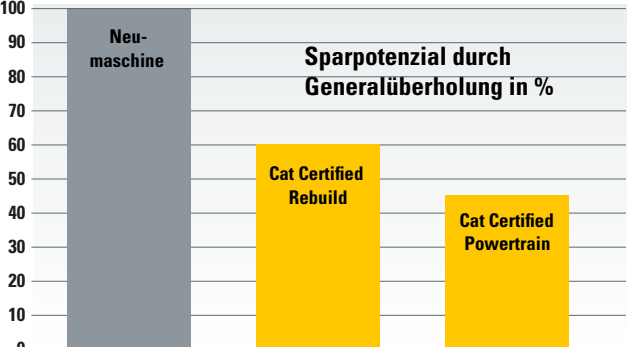 100
90
80
70
60
50
40
30
20
10
0
Neu-
maschine
Sparpotenzial durch
Generalüberholung in %
Cat Certified
Rebuild
Cat Certified
Powertrain